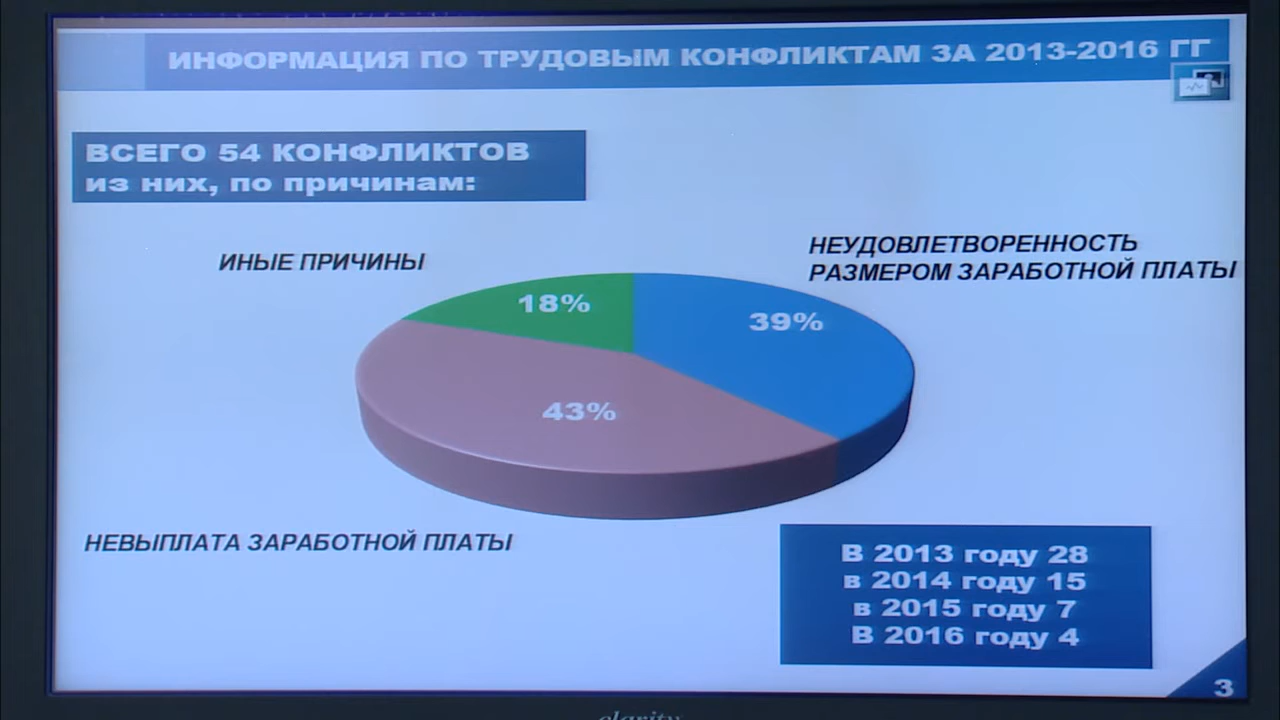 ИНФОРМАЦИЯ ПО ТРУДОВЫМ КОНФЛИКТАМ ЗА 2013-2016 ГГ
ВСЕГО 54 КОНФЛИКТОВ
из них, по причинам:
ИНЫЕ ПРИЧИНЫ
НЕУДОВЛЕТВОРЕННОСТЬ
РАЗМЕРОМ ЗАРАБОТНОЙ ПЛАТЫ
18%
39%
43%
НЕВЫПЛАТА ЗАРАБОТНОЙ ПЛАТЫ
В 2013 году 28
в 2014 году 15
в 2015 году 7
В 2016 году 4
3
clarity